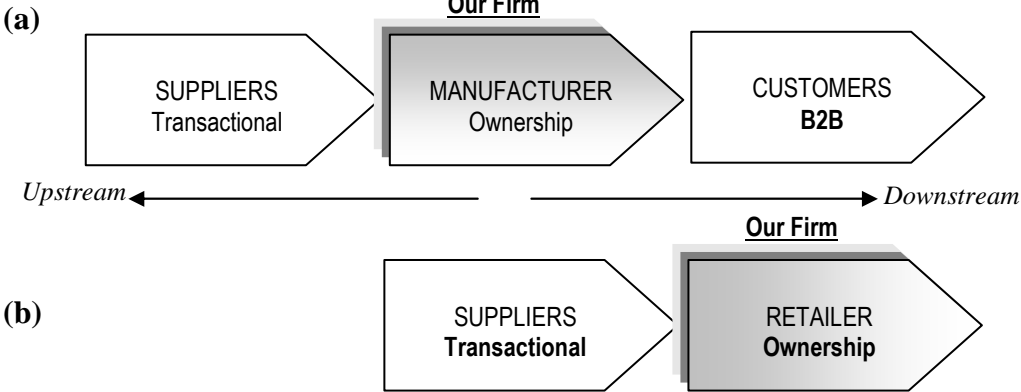 Our Firm
(a)
SUPPLIERS
Transactional
MANUFACTURER
Ownership
CUSTOMERS
B2B
Upstream
Downstream
Our Firm
(b)
SUPPLIERS
Transactional
RETAILER
Ownership